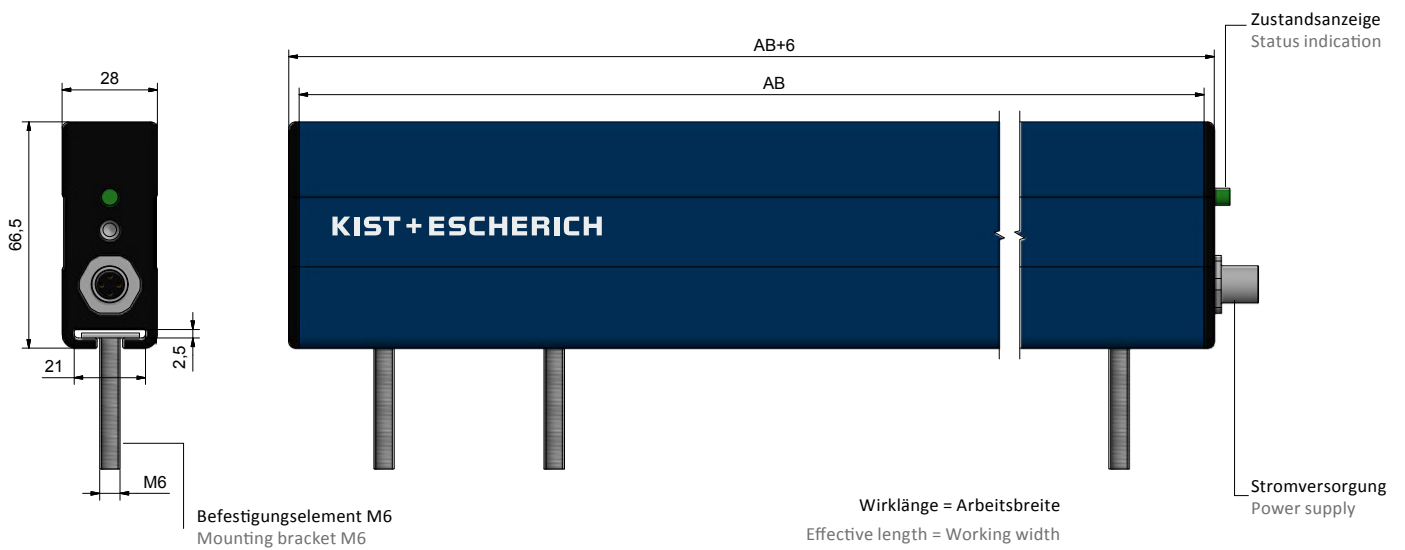 Zustandsanzeige
Status indication
AB+6
28
AB
66,5
KIST + ESCHERICH
2,5
21
M6
Befestigungselement M6
Mounting bracket M6
Wirklänge = Arbeitsbreite
Effective length = Working width
Stromversorgung
Power supply